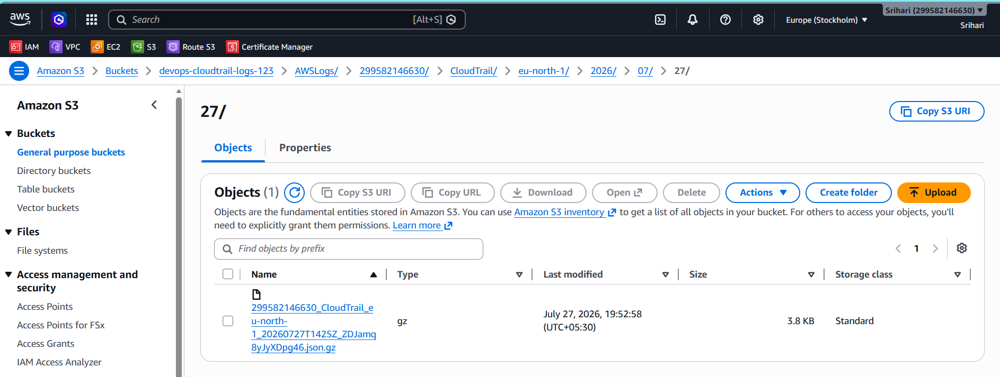 aws
Search
[Alt+S]
Europe (Stockholm)
Srihari (299582146630)
Srihari
IAM
VPC
EC2
S3
Route 53
Certificate Manager
Amazon S3 > Buckets > devops-cloudtrail-logs-123 > AWSLogs/ > 299582146630/ > CloudTrail/ > eu-north-1/ > 2026/ > 07/ > 27/
Amazon S3
Buckets
General purpose buckets
Directory buckets
Table buckets
Vector buckets
Files
File systems
Access management and
security
Access Points
Access Points for FSx
Access Grants
IAM Access Analyzer
27/
Copy S3 URI
Objects
Properties
Objects (1)
Copy S3 URI
Copy URL
Download
Open
Delete
Actions
Create folder
Upload
Objects are the fundamental entities stored in Amazon S3. You can use Amazon S3 inventory to get a list of all objects in your bucket. For others to access your objects, you'll
need to explicitly grant them permissions. Learn more
Find objects by prefix
1
Name
Type
Last modified
Size
Storage class
299582146630_CloudTrail_e
u-north-
1_20260727T1425Z_ZDJamq
8yJyXDpg46.json.gz
gz
July 27, 2026, 19:52:58
(UTC+05:30)
3.8 KB
Standard